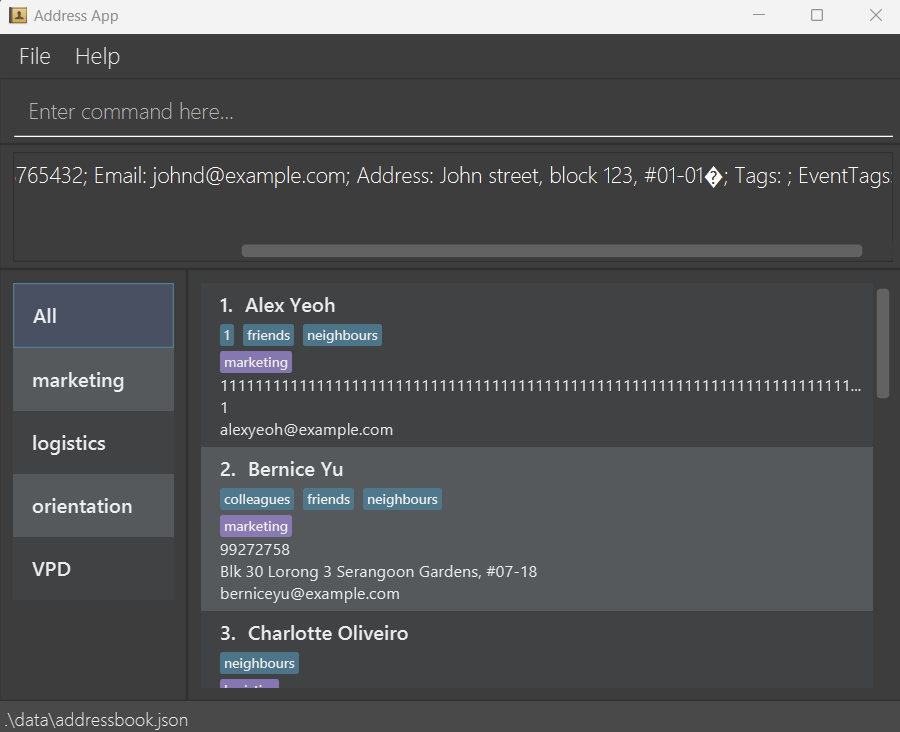 Address App
File Help
Enter command here...
765432; Email: johnd@example.com; Address: John street, block 123, #01-01�; Tags: ; EventTags:
All
marketing
logistics
orientation
VPD
1. Alex Yeoh
1 friends neighbours
marketing
11111111111111111111111111111111111111111111111111111111111111111111111...
1
alexyeoh@example.com
2. Bernice Yu
colleagues friends neighbours
marketing
99272758
Blk 30 Lorong 3 Serangoon Gardens, #07-18
berniceyu@example.com
3. Charlotte Oliveiro
neighbours
.\data\addressbook.json